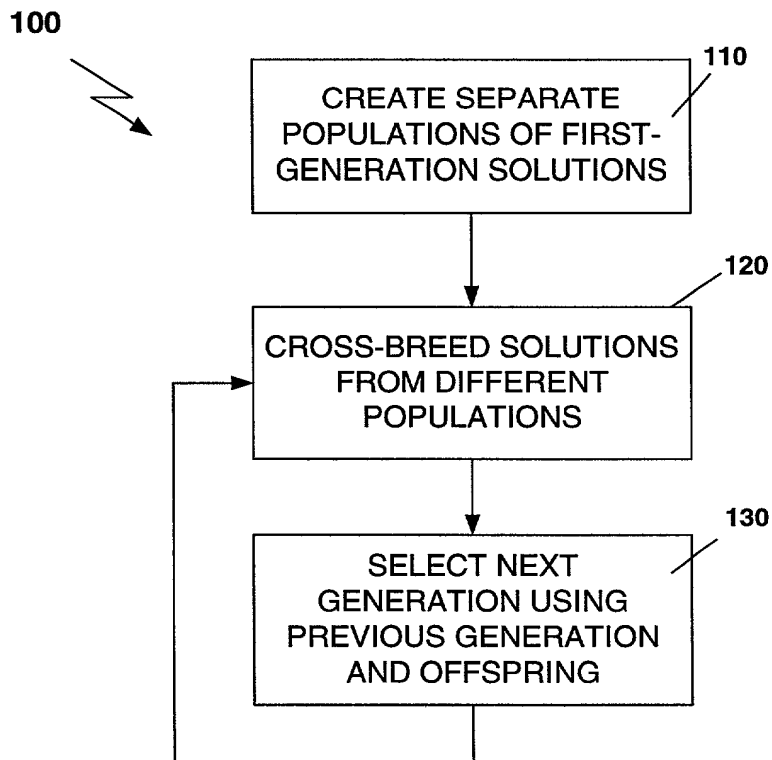 100
110
CREATE SEPARATE
POPULATIONS OF FIRST-
GENERATION SOLUTIONS
120
CROSS-BREED SOLUTIONS
FROM DIFFERENT
POPULATIONS
130
SELECT NEXT
GENERATION USING
PREVIOUS GENERATION
AND OFFSPRING